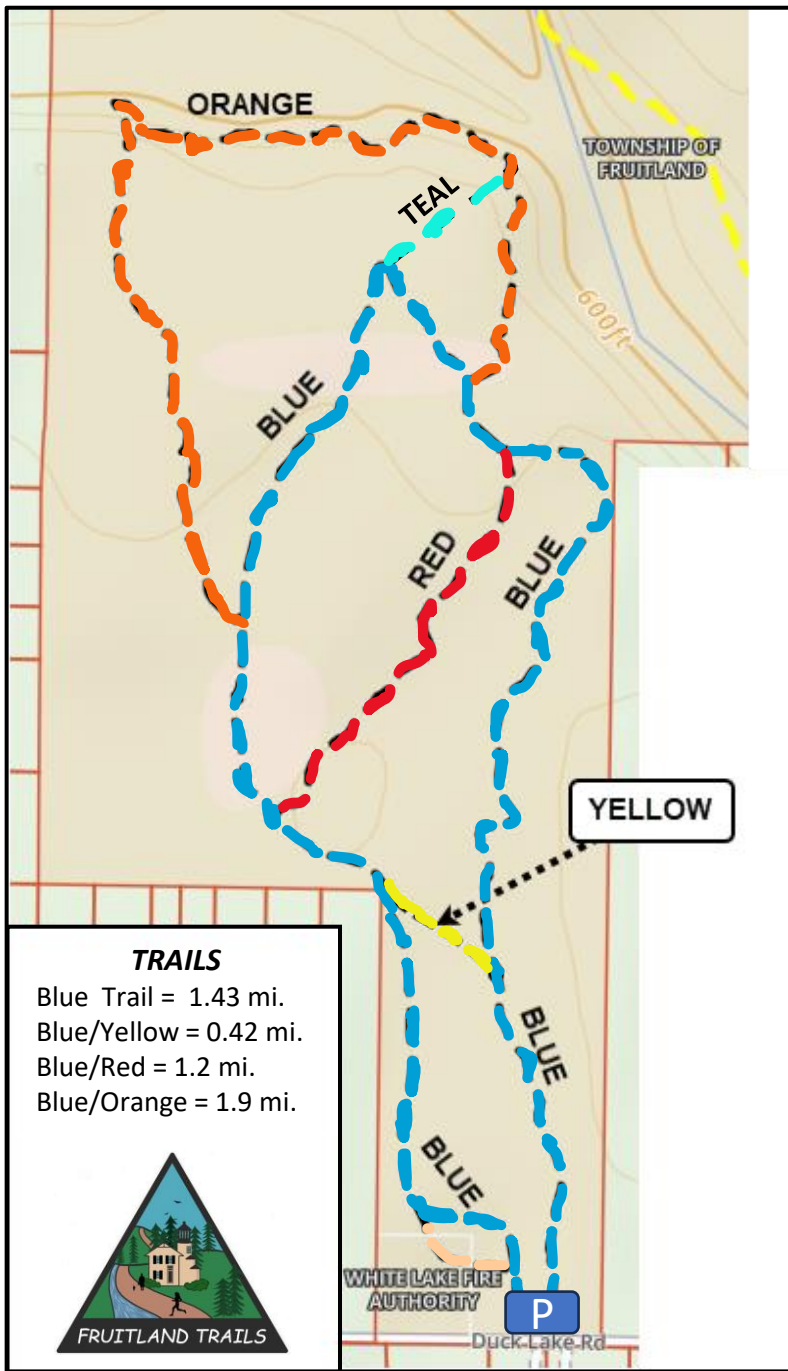 ORANGE
TOWNSHIP OF
FRUITLAND
TEAL
600ft
BLUE
RED
BLUE
YELLOW
TRAILS
Blue Trail = 1.43 mi.
Blue/Yellow = 0.42 mi.
Blue/Red = 1.2 mi.
Blue/Orange = 1.9 mi.
BLUE
BLUE
WHITE LAKE FIRE
AUTHORITY
P
Duck Lake Rd
FRUITLAND TRAILS